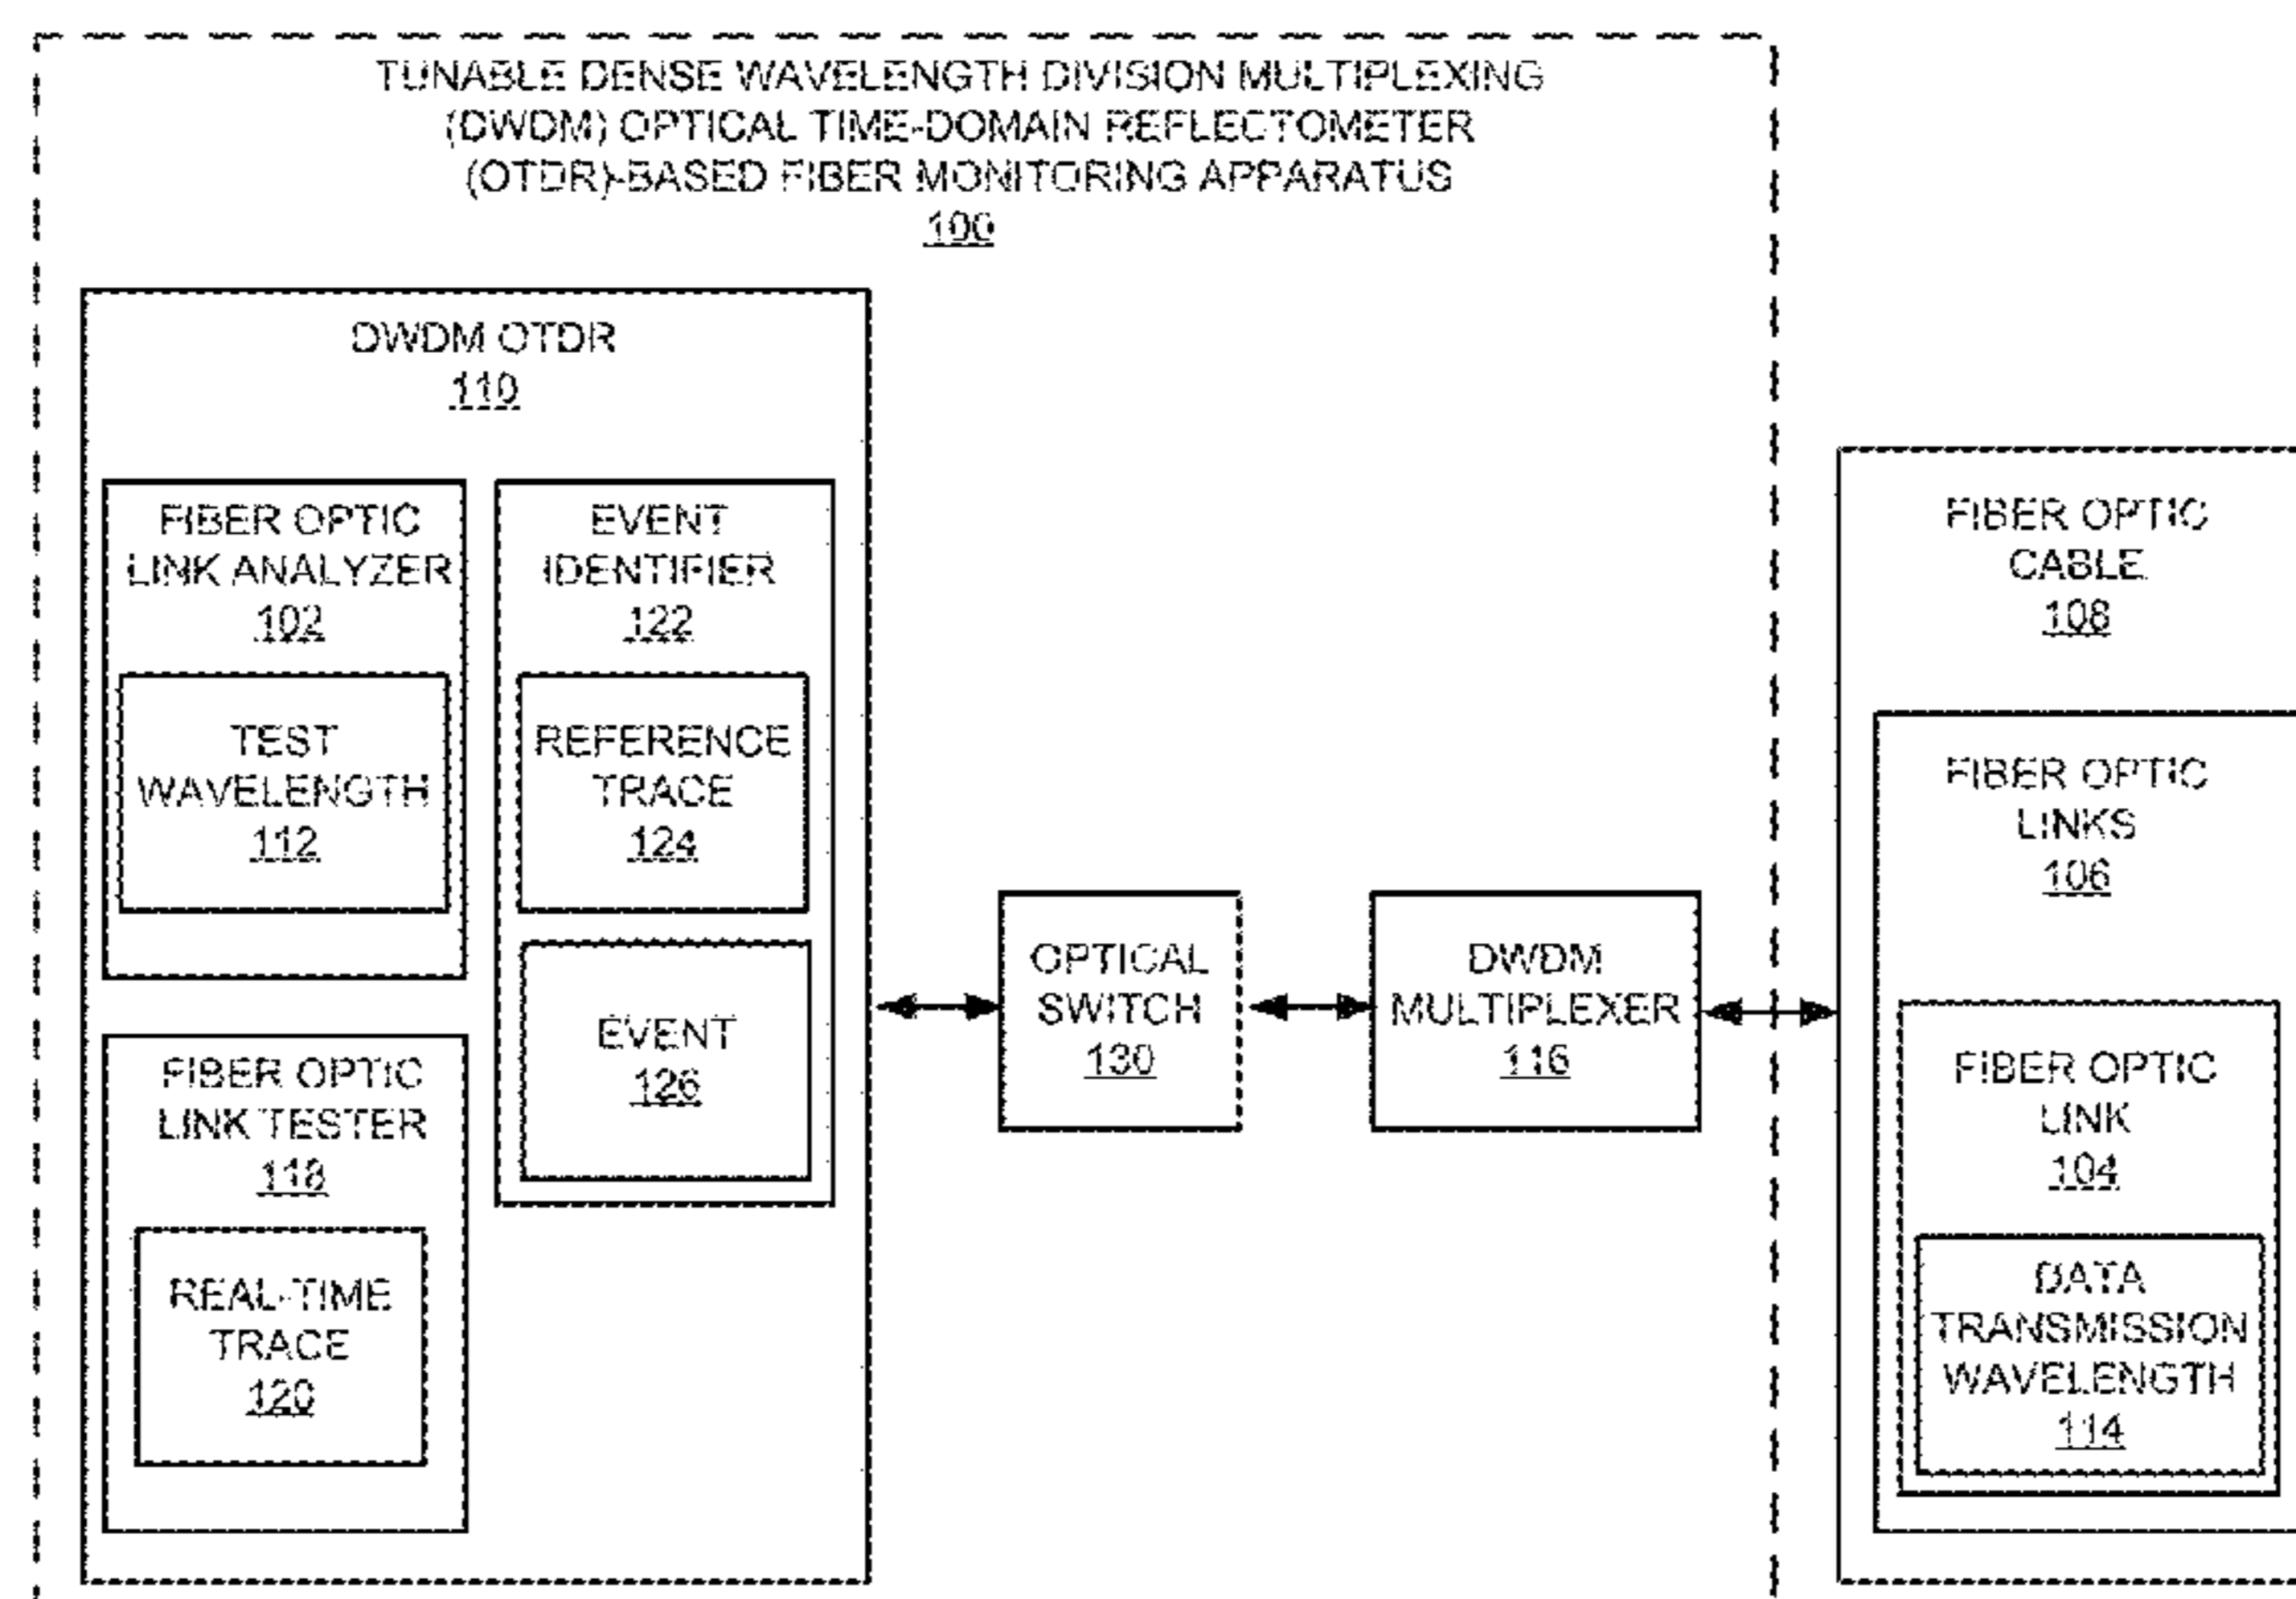 TUNABLE DENSE WAVELENGTH DIVISION MULTIPLEXING
(DWDM) OPTICAL TIME-DOMAIN REFLECTOMETER
(OTDR)-BASED FIBER MONITORING APPARATUS
100
DWDM OTDR
110
FIBER OPTIC
LINK ANALYZER
102
TEST
WAVELENGTH
112
FIBER OPTIC
LINK TESTER
118
REAL-TIME
TRACE
120
EVENT
IDENTIFIER
122
REFERENCE
TRACE
124
EVENT
126
OPTICAL
SWITCH
130
DWDM
MULTIPLEXER
116
FIBER OPTIC
CABLE
108
FIBER OPTIC
LINKS
106
FIBER OPTIC
LINK
104
DATA
TRANSMISSION
WAVELENGTH
114